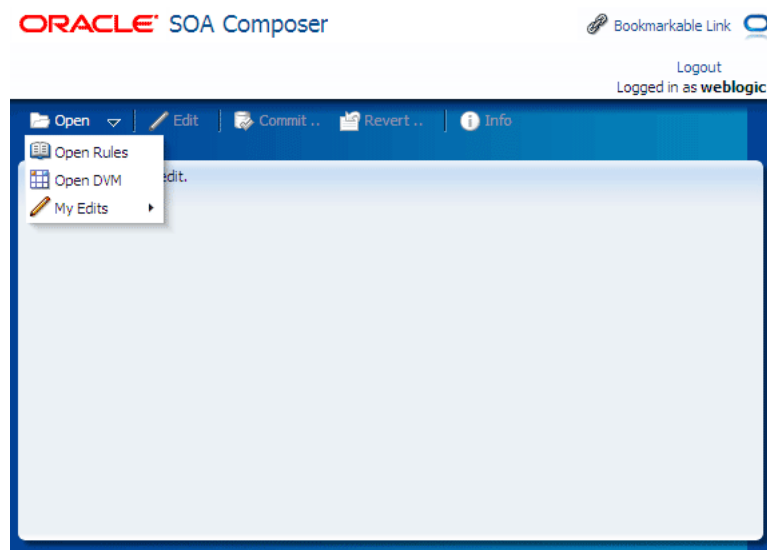 ORACLE SOA Composer
Bookmarkable Link
Logout
Logged in as weblogic
Open Edit Commit .. Revert .. Info
Open Rules
edit.
Open DVM
My Edits